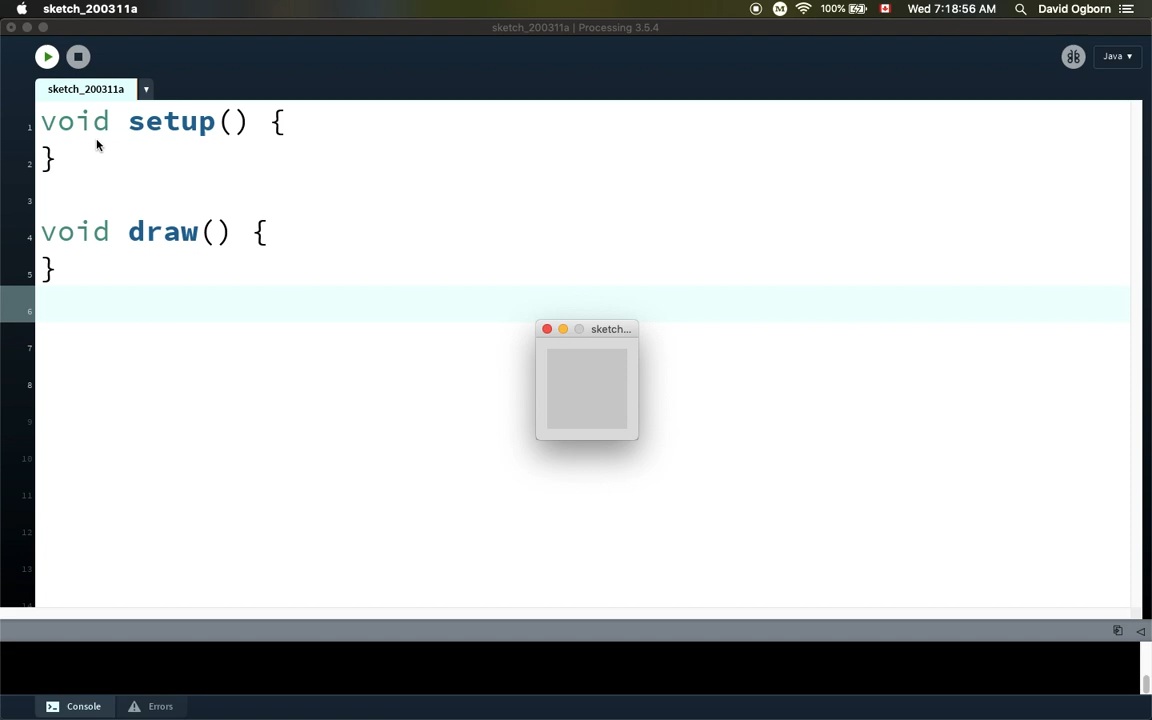 sketch_200311a 100% Wed 7:18:56 AM David Ogborn
sketch_200311a | Processing 3.5.4
Java ▾
sketch_200311a ▾
1 void setup() {
2 }
3
4 void draw() {
5 }
6
sketch...
7
8
9
10
11
12
13
14
Console Errors